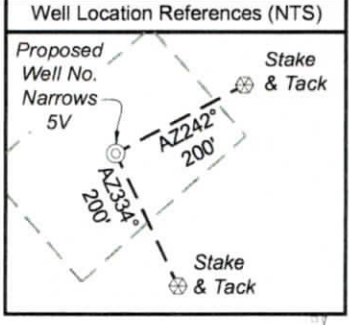 Well Location References (NTS)
Proposed
Well No.
Narrows
5V
Stake
& Tack
AZ242°
200'
AZ334°
200'
Stake
& Tack